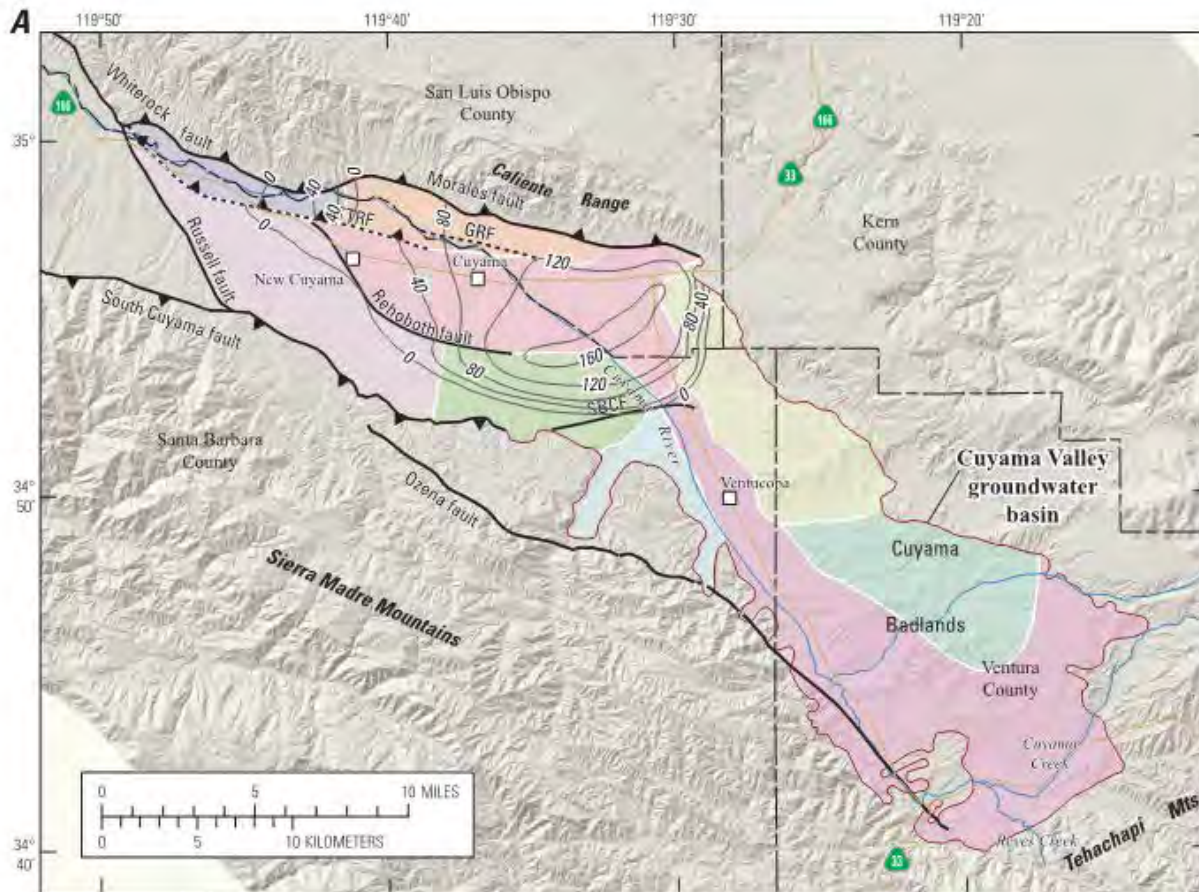 A
119°50′
119°40′
119°30′
119°20′
166
Whiterock fault
San Luis Obispo
County
166
35°
33
Caliente Range
Morales fault
Kern
County
0
40
0
80
40
YRF
GRF
0
120
New Cuyama
Cuyama
Russell fault
South Cuyama fault
Rehoboth fault
40
80
40
0
160
80
120
0
Cuyama
SBCF
River
Santa Barbara
County
Cuyama Valley
groundwater
basin
34°
50′
Ozena fault
Ventucopa
Cuyama
Sierra Madre Mountains
Badlands
Ventura
County
Cuyama
Creek
0 5 10 MILES
0 5 10 KILOMETERS
Reyes Creek
Tehachapi Mts
34°
40′
33